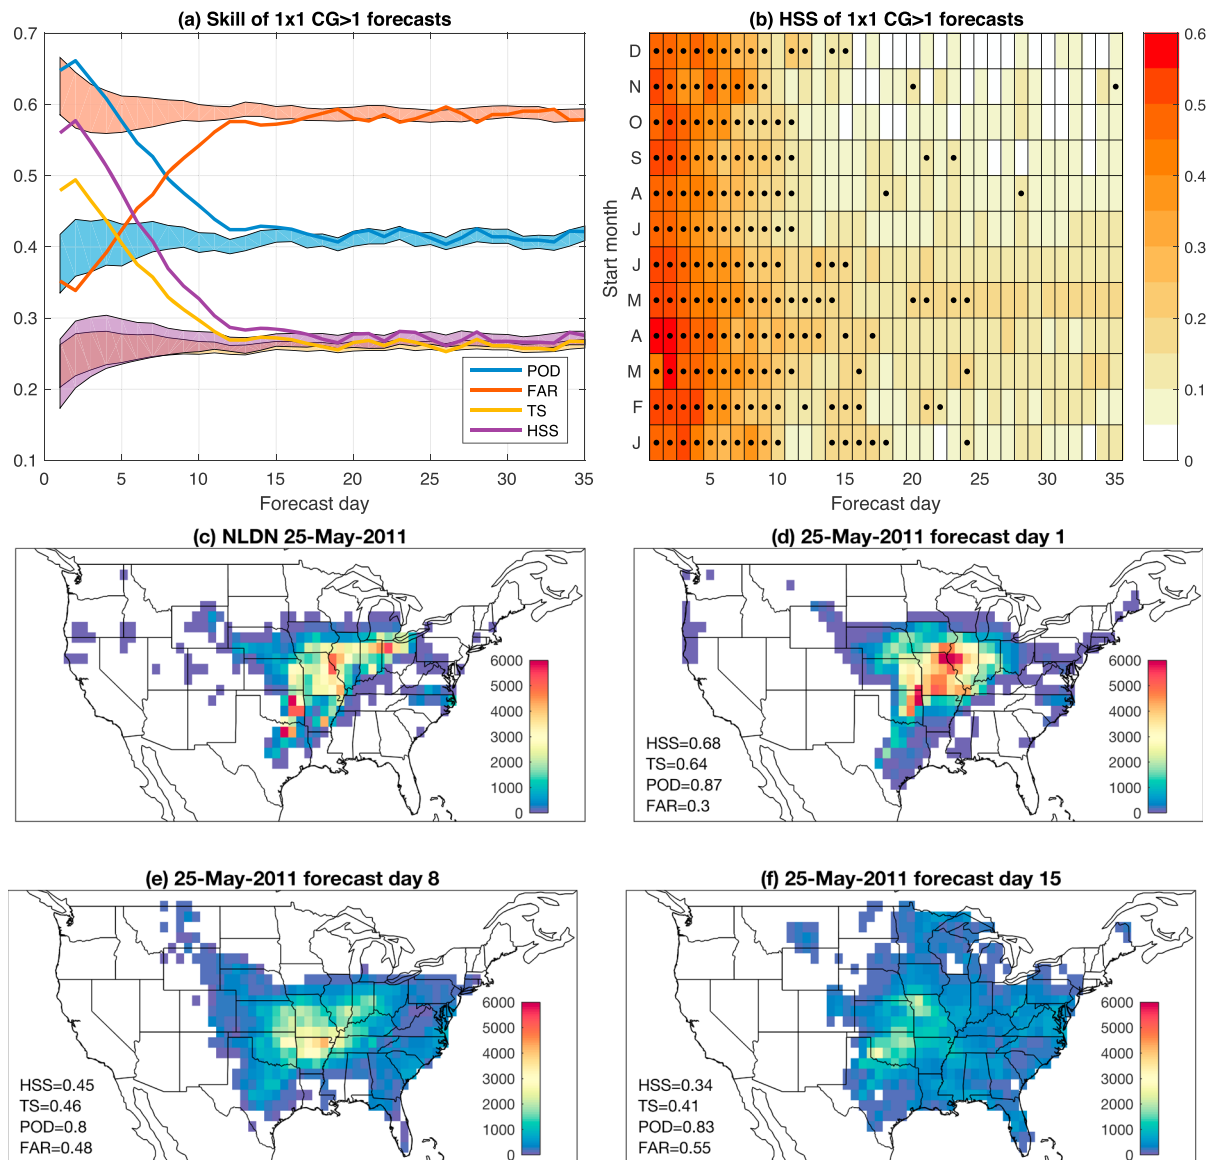 (a) Skill of 1x1 CG>1 forecasts
0.7
0.6
0.5
0.4
0.3
0.2
0.1
0 5 10 15 20 25 30 35
Forecast day
POD
FAR
TS
HSS
(b) HSS of 1x1 CG>1 forecasts
Start month
D
N
O
S
A
J
J
M
A
M
F
J
5 10 15 20 25 30 35
Forecast day
0.6
0.5
0.4
0.3
0.2
0.1
0
(c) NLDN 25-May-2011
6000
5000
4000
3000
2000
1000
0
(d) 25-May-2011 forecast day 1
HSS=0.68
TS=0.64
POD=0.87
FAR=0.3
6000
5000
4000
3000
2000
1000
0
(e) 25-May-2011 forecast day 8
HSS=0.45
TS=0.46
POD=0.8
FAR=0.48
6000
5000
4000
3000
2000
1000
0
(f) 25-May-2011 forecast day 15
HSS=0.34
TS=0.41
POD=0.83
FAR=0.55
6000
5000
4000
3000
2000
1000
0